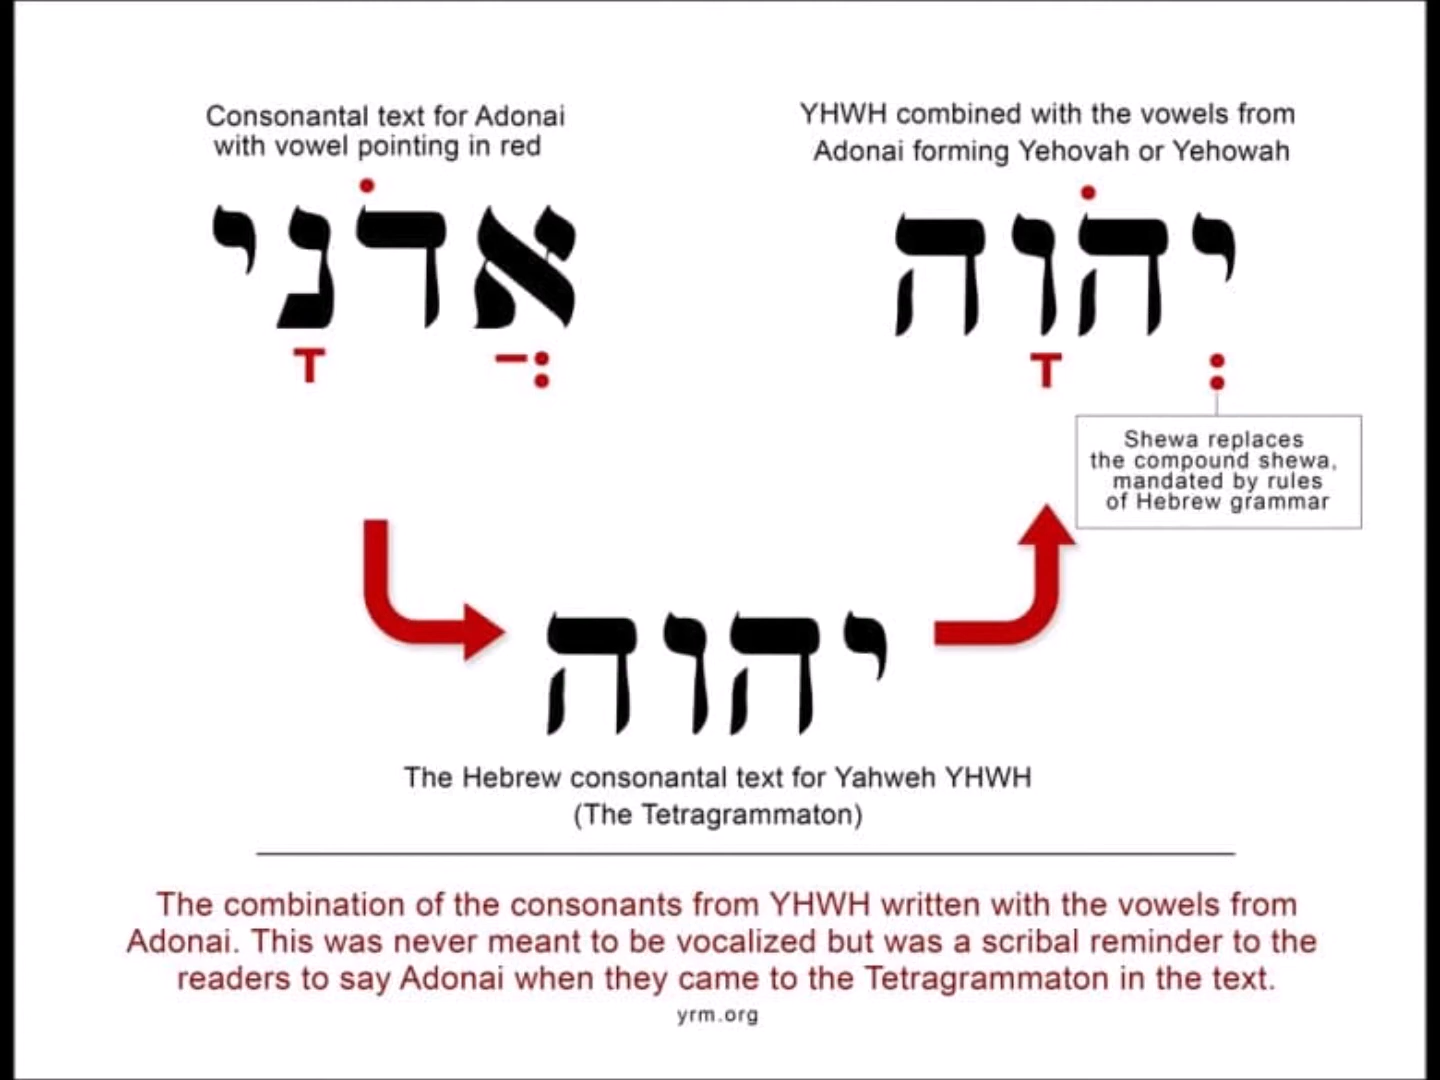 Consonantal text for Adonai
with vowel pointing in red
אֲדֹנָי
YHWH combined with the vowels from
Adonai forming Yehovah or Yehowah
יְהֹוָה
Shewa replaces
the compound shewa,
mandated by rules
of Hebrew grammar
יהוה
The Hebrew consonantal text for Yahweh YHWH
(The Tetragrammaton)
The combination of the consonants from YHWH written with the vowels from
Adonai. This was never meant to be vocalized but was a scribal reminder to the
readers to say Adonai when they came to the Tetragrammaton in the text.
yrm.org